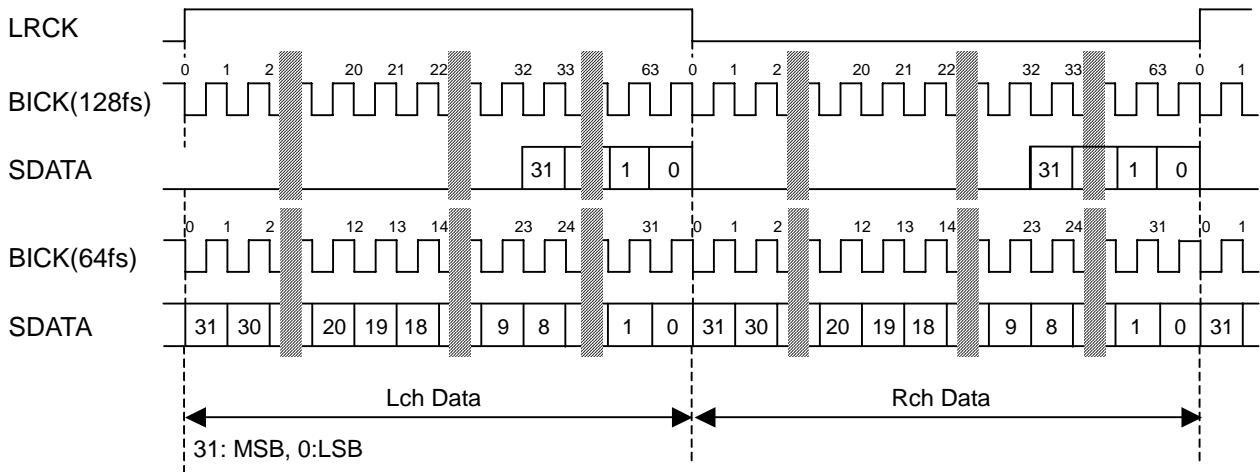 LRCK
0 1 2 20 21 22 32 33 63 0 1 2 20 21 22 32 33 63 0 1
BICK(128fs)
SDATA 31 1 0 31 1 0
0 1 2 12 13 14 23 24 31 0 1 2 12 13 14 23 24 31 0 1
BICK(64fs)
SDATA 31 30 20 19 18 9 8 1 0 31 30 20 19 18 9 8 1 0 31
Lch Data Rch Data
31: MSB, 0:LSB